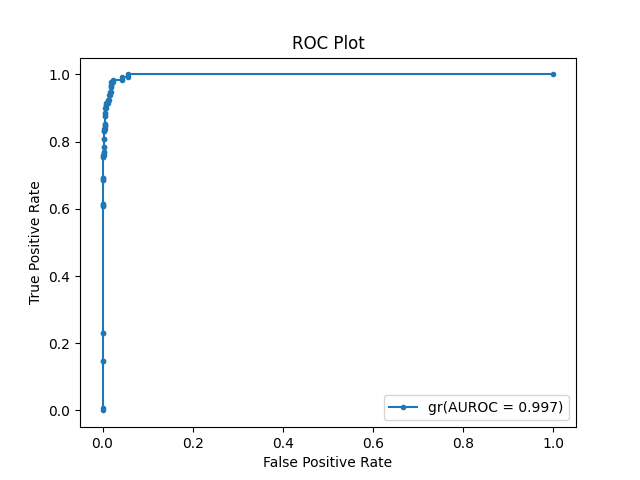 ROC Plot
True Positive Rate
1.0
0.8
0.6
0.4
0.2
0.0
gr(AUROC = 0.997)
0.0 0.2 0.4 0.6 0.8 1.0
False Positive Rate